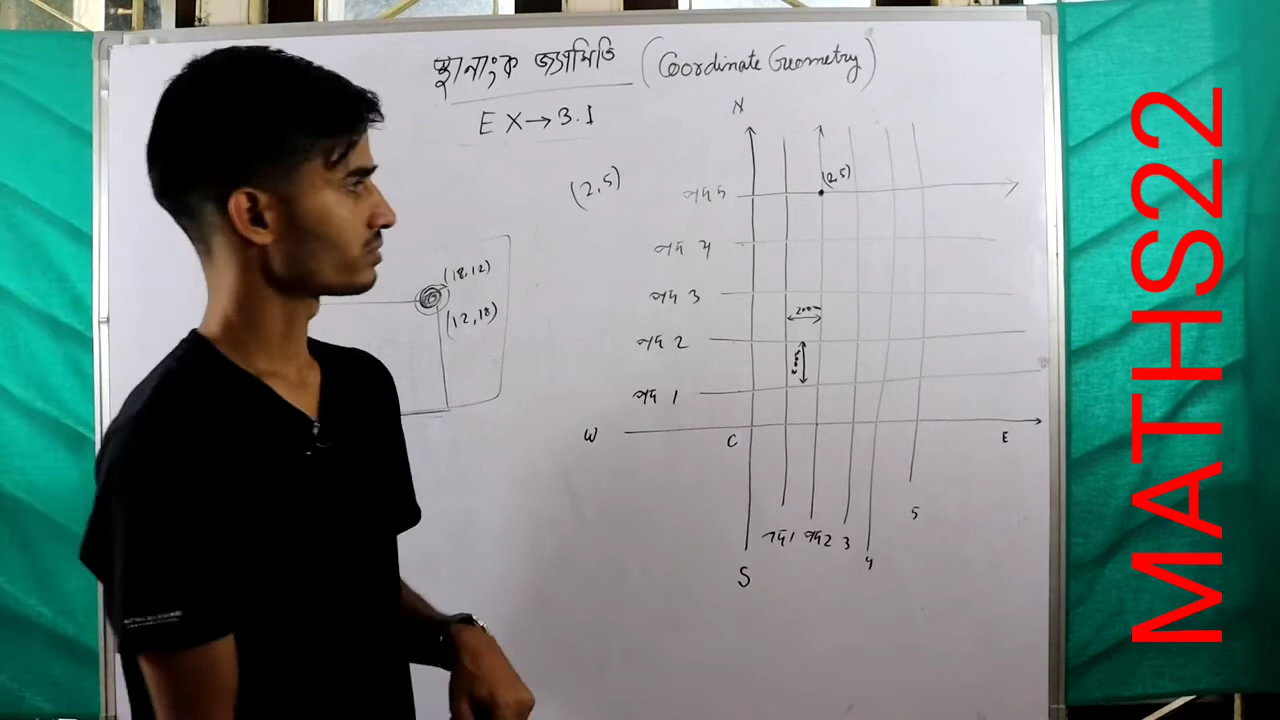 স্থানাংক জ্যামিতি (Coordinate Geometry)
EX→3.1
N
(2,5)
(2,5)
পথ 5
পথ 4
পথ 3
পথ 2
পথ 1
(18,12)
(12,18)
200m
W
C
E
পথ1 পথ2 3
4
5
S
MATHS22